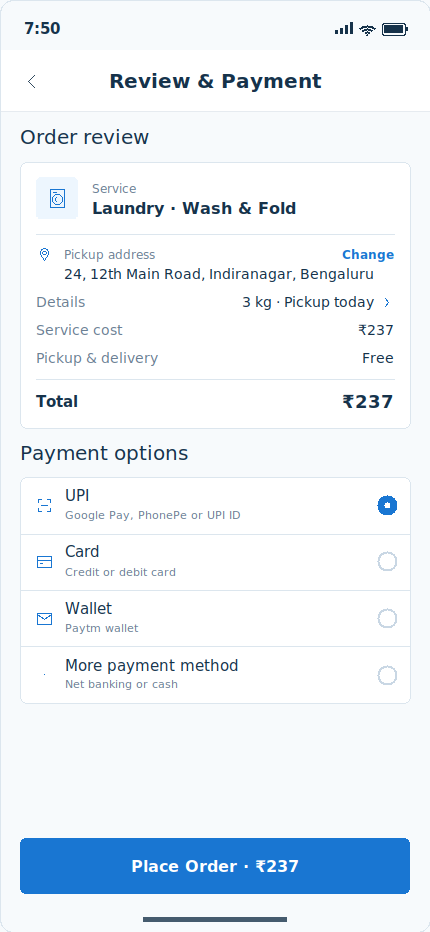 7:50
Review & Payment
Order review
Service
Laundry · Wash & Fold
Pickup address
Change
24, 12th Main Road, Indiranagar, Bengaluru
Details
3 kg · Pickup today
Service cost
₹237
Pickup & delivery
Free
Total
₹237
Payment options
UPI
Google Pay, PhonePe or UPI ID
Card
Credit or debit card
Wallet
Paytm wallet
More payment method
Net banking or cash
Place Order · ₹237